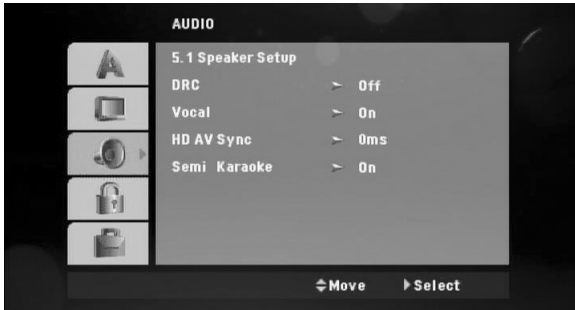 AUDIO
5.1 Speaker Setup
DRC Off
Vocal On
HD AV Sync 0ms
Semi Karaoke On
Move Select